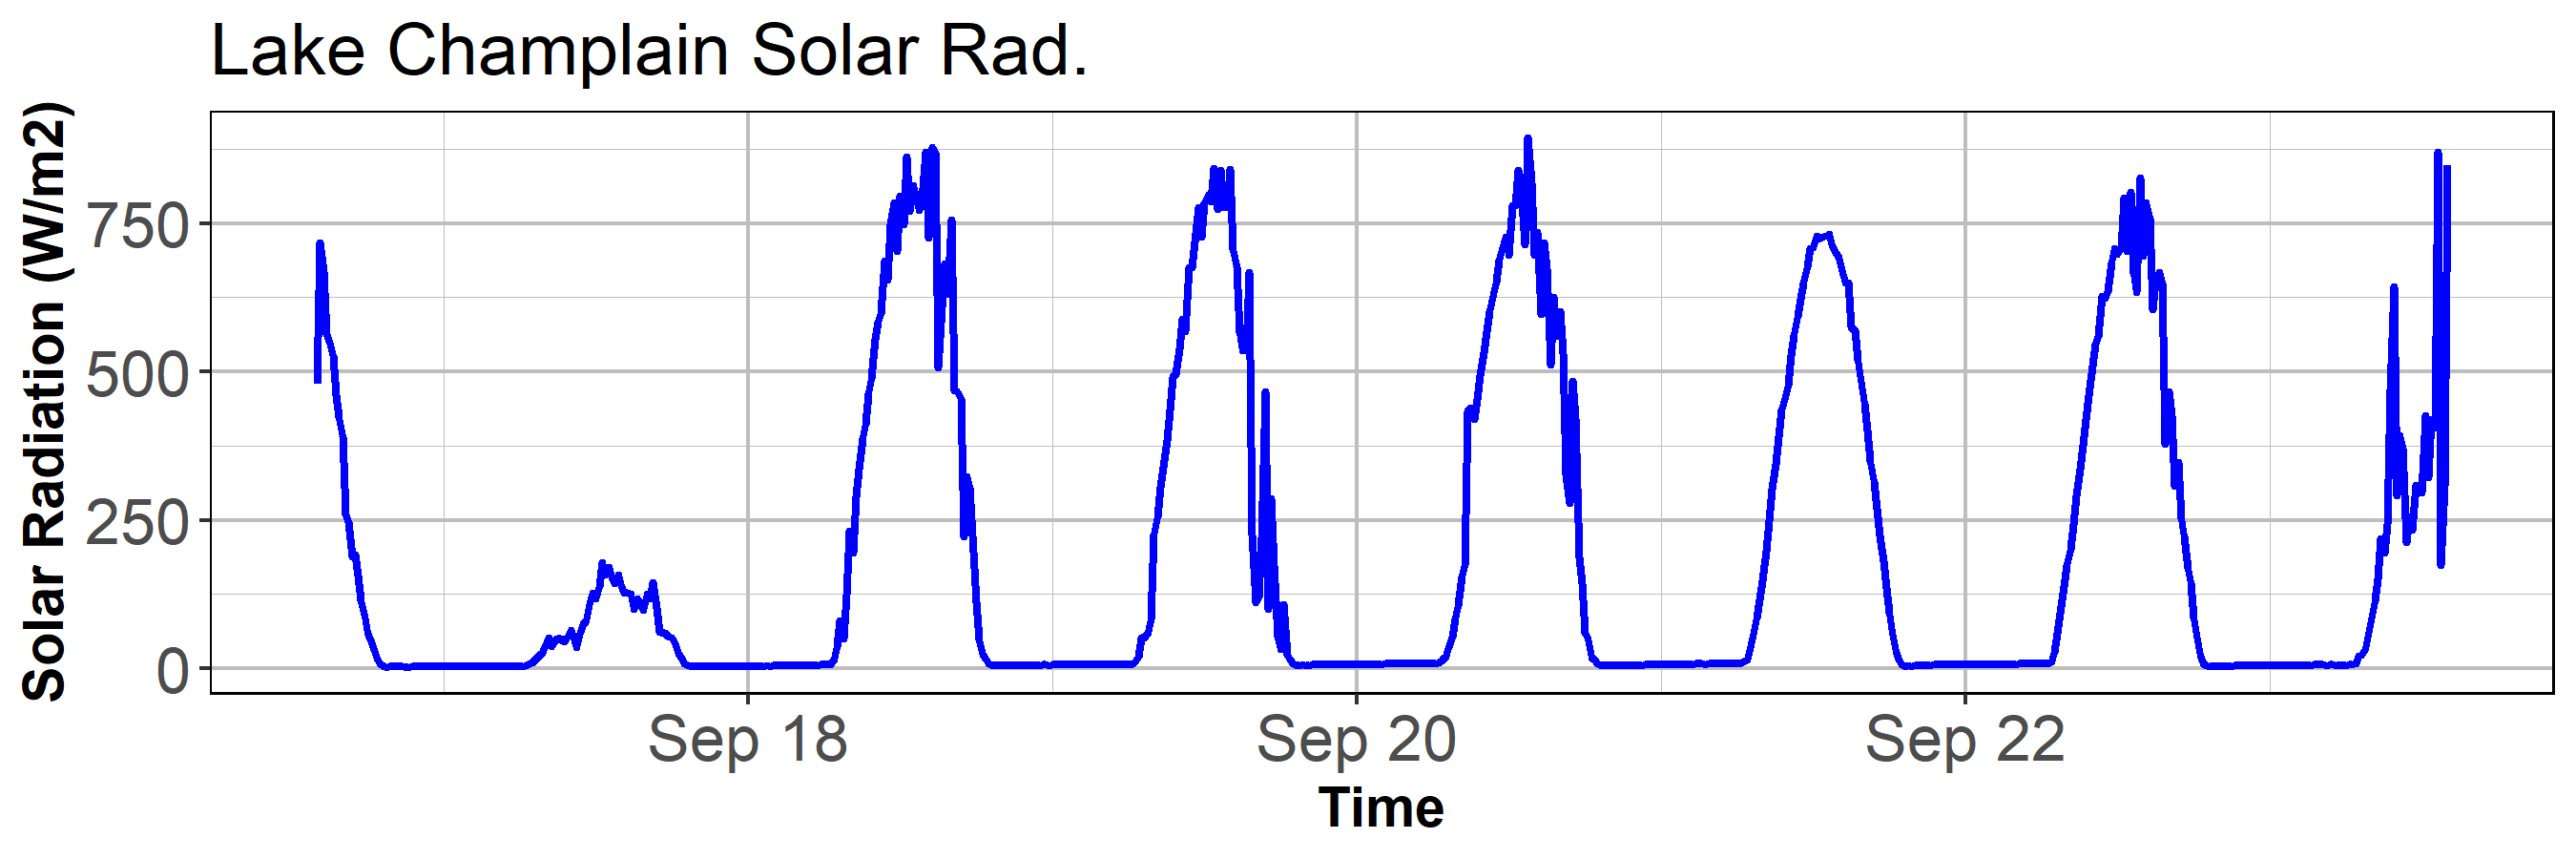 Lake Champlain Solar Rad.
Solar Radiation (W/m2)
750
500
250
0
Sep 18
Sep 20
Sep 22
Time